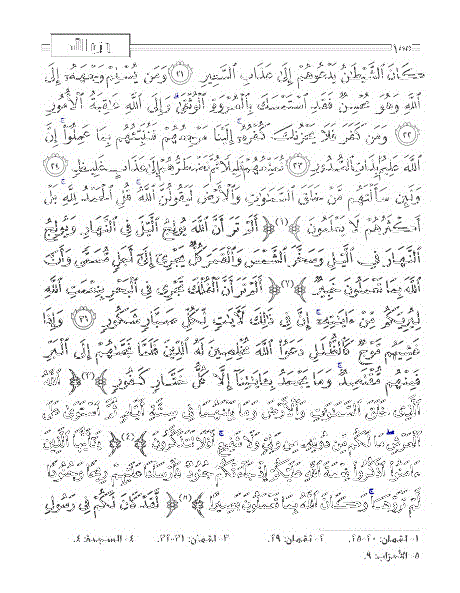 كَانَ الشَّيْطَانُ يَدْعُوهُمْ إِلَى عَذَابِ السَّعِيرِ ﴿٢١﴾ وَمَن يُسْلِمْ وَجْهَهُ إِلَى
اللَّهِ وَهُوَ مُحْسِنٌ فَقَدِ اسْتَمْسَكَ بِالْعُرْوَةِ الْوُثْقَى وَإِلَى اللَّهِ عَاقِبَةُ الْأُمُورِ
﴿٢٢﴾ وَمَن كَفَرَ فَلَا يَحْزُنكَ كُفْرُهُ إِلَيْنَا مَرْجِعُهُمْ فَنُنَبِّئُهُم بِمَا عَمِلُوا إِنَّ
اللَّهَ عَلِيمٌ بِذَاتِ الصُّدُورِ ﴿٢٣﴾ نُمَتِّعُهُمْ قَلِيلًا ثُمَّ نَضْطَرُّهُمْ إِلَى عَذَابٍ غَلِيظٍ ﴿٢٤﴾
وَلَئِن سَأَلْتَهُم مَّنْ خَلَقَ السَّمَاوَاتِ وَالْأَرْضَ لَيَقُولُنَّ اللَّهُ قُلِ الْحَمْدُ لِلَّهِ بَلْ
أَكْثَرُهُمْ لَا يَعْلَمُونَ ﴾(١) ﴿ أَلَمْ تَرَ أَنَّ اللَّهَ يُولِجُ اللَّيْلَ فِي النَّهَارِ وَيُولِجُ
النَّهَارَ فِي اللَّيْلِ وَسَخَّرَ الشَّمْسَ وَالْقَمَرَ كُلٌّ يَجْرِي إِلَى أَجَلٍ مُّسَمًّى وَأَنَّ
اللَّهَ بِمَا تَعْمَلُونَ خَبِيرٌ ﴾(٢) ﴿ أَلَمْ تَرَ أَنَّ الْفُلْكَ تَجْرِي فِي الْبَحْرِ بِنِعْمَتِ اللَّهِ
لِيُرِيَكُم مِّنْ آيَاتِهِ إِنَّ فِي ذَلِكَ لَآيَاتٍ لِّكُلِّ صَبَّارٍ شَكُورٍ ﴿٣١﴾ وَإِذَا
غَشِيَهُم مَّوْجٌ كَالظُّلَلِ دَعَوُا اللَّهَ مُخْلِصِينَ لَهُ الدِّينَ فَلَمَّا نَجَّاهُمْ إِلَى الْبَرِّ
فَمِنْهُم مُّقْتَصِدٌ وَمَا يَجْحَدُ بِآيَاتِنَا إِلَّا كُلُّ خَتَّارٍ كَفُورٍ ﴾(٣) ﴿ اللَّهُ
الَّذِي خَلَقَ السَّمَاوَاتِ وَالْأَرْضَ وَمَا بَيْنَهُمَا فِي سِتَّةِ أَيَّامٍ ثُمَّ اسْتَوَى عَلَى
الْعَرْشِ مَا لَكُم مِّن دُونِهِ مِن وَلِيٍّ وَلَا شَفِيعٍ أَفَلَا تَتَذَكَّرُونَ ﴾(٤) ﴿ يَا أَيُّهَا الَّذِينَ
آمَنُوا اذْكُرُوا نِعْمَةَ اللَّهِ عَلَيْكُمْ إِذْ جَاءَتْكُمْ جُنُودٌ فَأَرْسَلْنَا عَلَيْهِمْ رِيحًا وَجُنُودًا
لَّمْ تَرَوْهَا وَكَانَ اللَّهُ بِمَا تَعْمَلُونَ بَصِيرًا ﴾(٥) ﴿ لَّقَدْ كَانَ لَكُمْ فِي رَسُولِ
١. لقمان: ٢٠-٢٥. ٢. لقمان: ٢٩. ٣. لقمان: ٣١-٣٢. ٤. السجدة: ٤.
٥. الأحزاب: ٩.